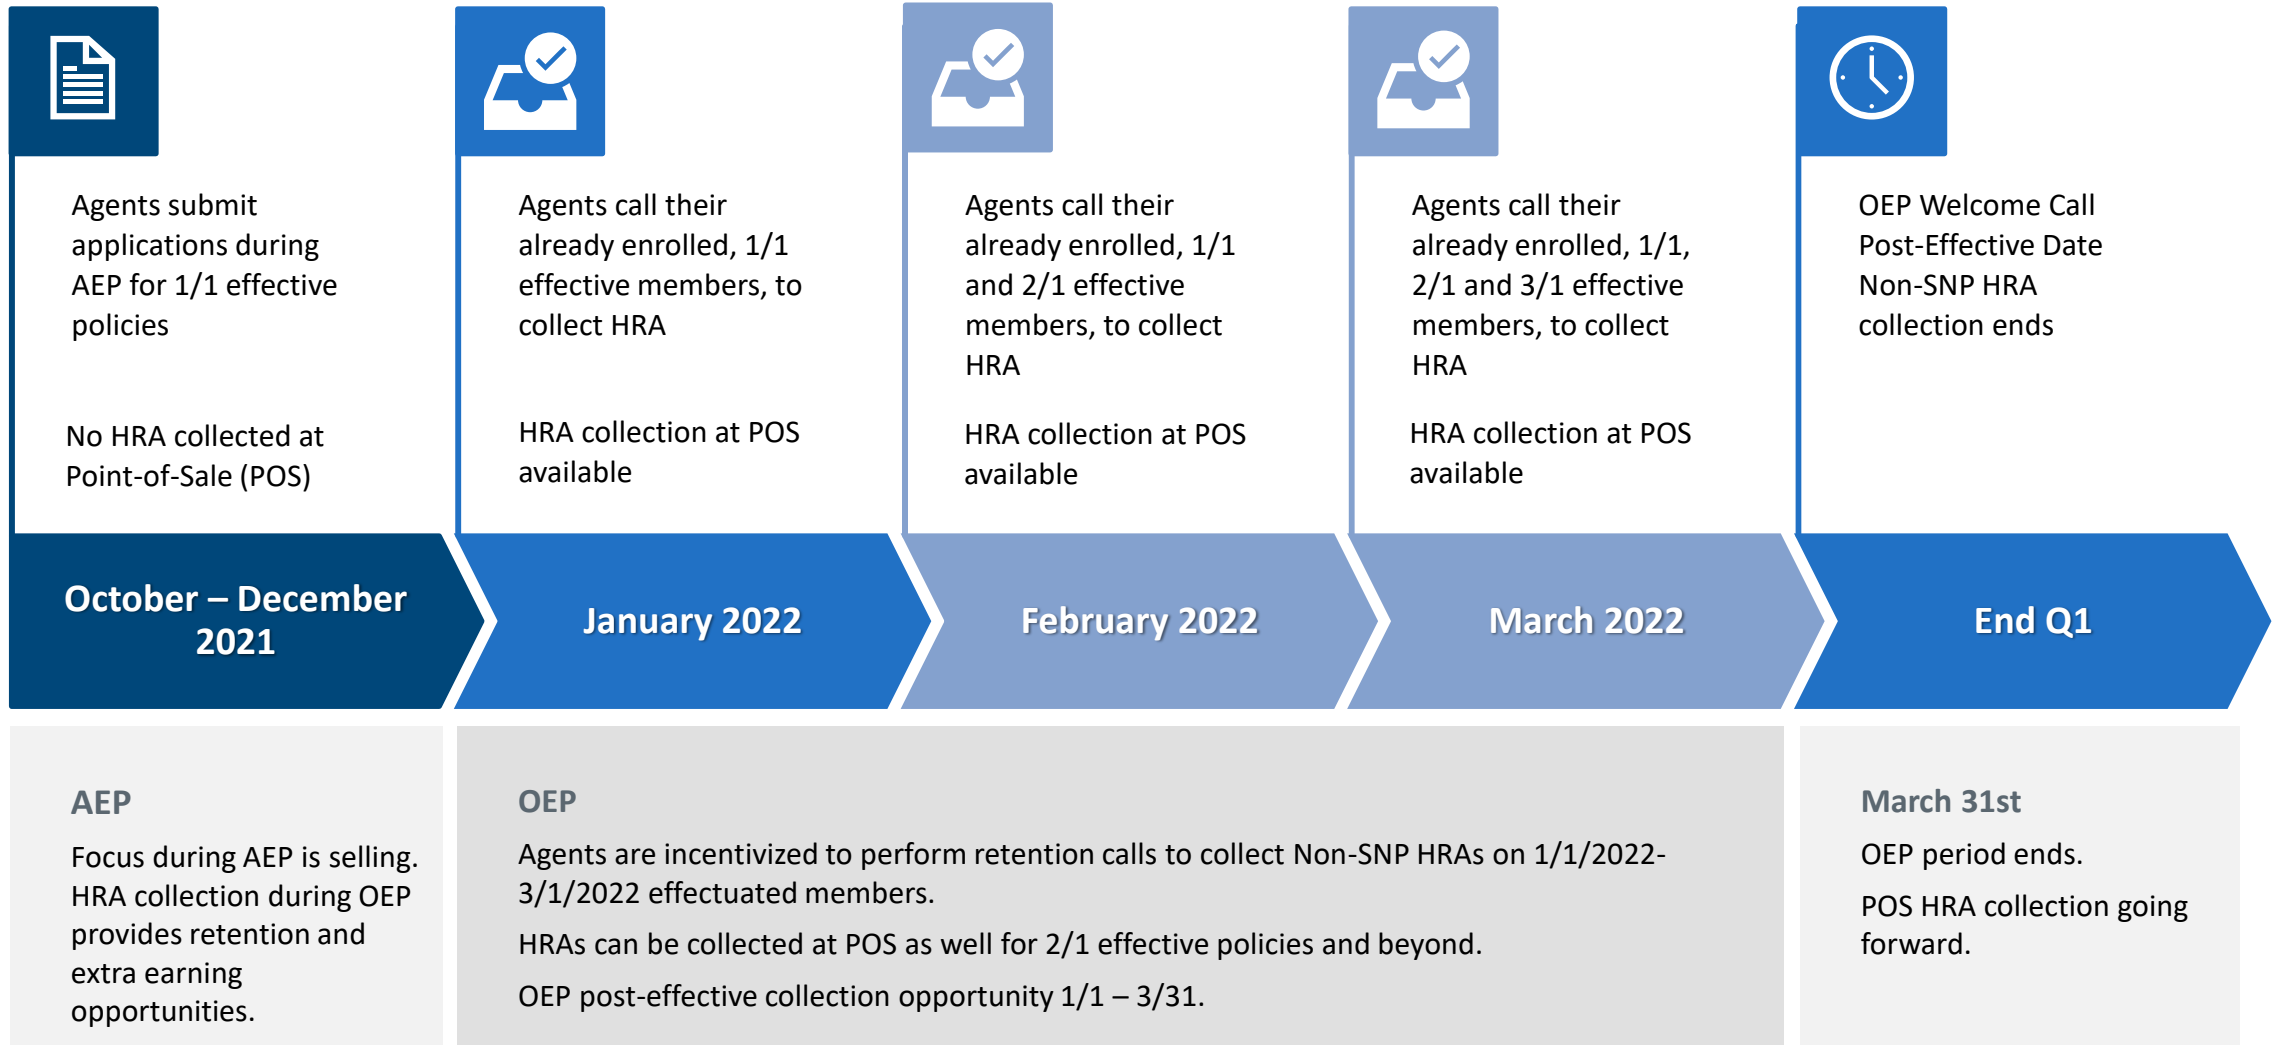 Agents submit
applications during
AEP for 1/1 effective
policies
No HRA collected at
Point-of-Sale (POS)
Agents call their
already enrolled, 1/1
effective members, to
collect HRA
HRA collection at POS
available
Agents call their
already enrolled, 1/1
and 2/1 effective
members, to collect
HRA
HRA collection at POS
available
Agents call their
already enrolled, 1/1,
2/1 and 3/1 effective
members, to collect
HRA
HRA collection at POS
available
OEP Welcome Call
Post-Effective Date
Non-SNP HRA
collection ends
October – December
2021
January 2022
February 2022
March 2022
End Q1
AEP
Focus during AEP is selling.
HRA collection during OEP
provides retention and
extra earning
opportunities.
OEP
Agents are incentivized to perform retention calls to collect Non-SNP HRAs on 1/1/2022-
3/1/2022 effectuated members.
HRAs can be collected at POS as well for 2/1 effective policies and beyond.
OEP post-effective collection opportunity 1/1 – 3/31.
March 31st
OEP period ends.
POS HRA collection going
forward.